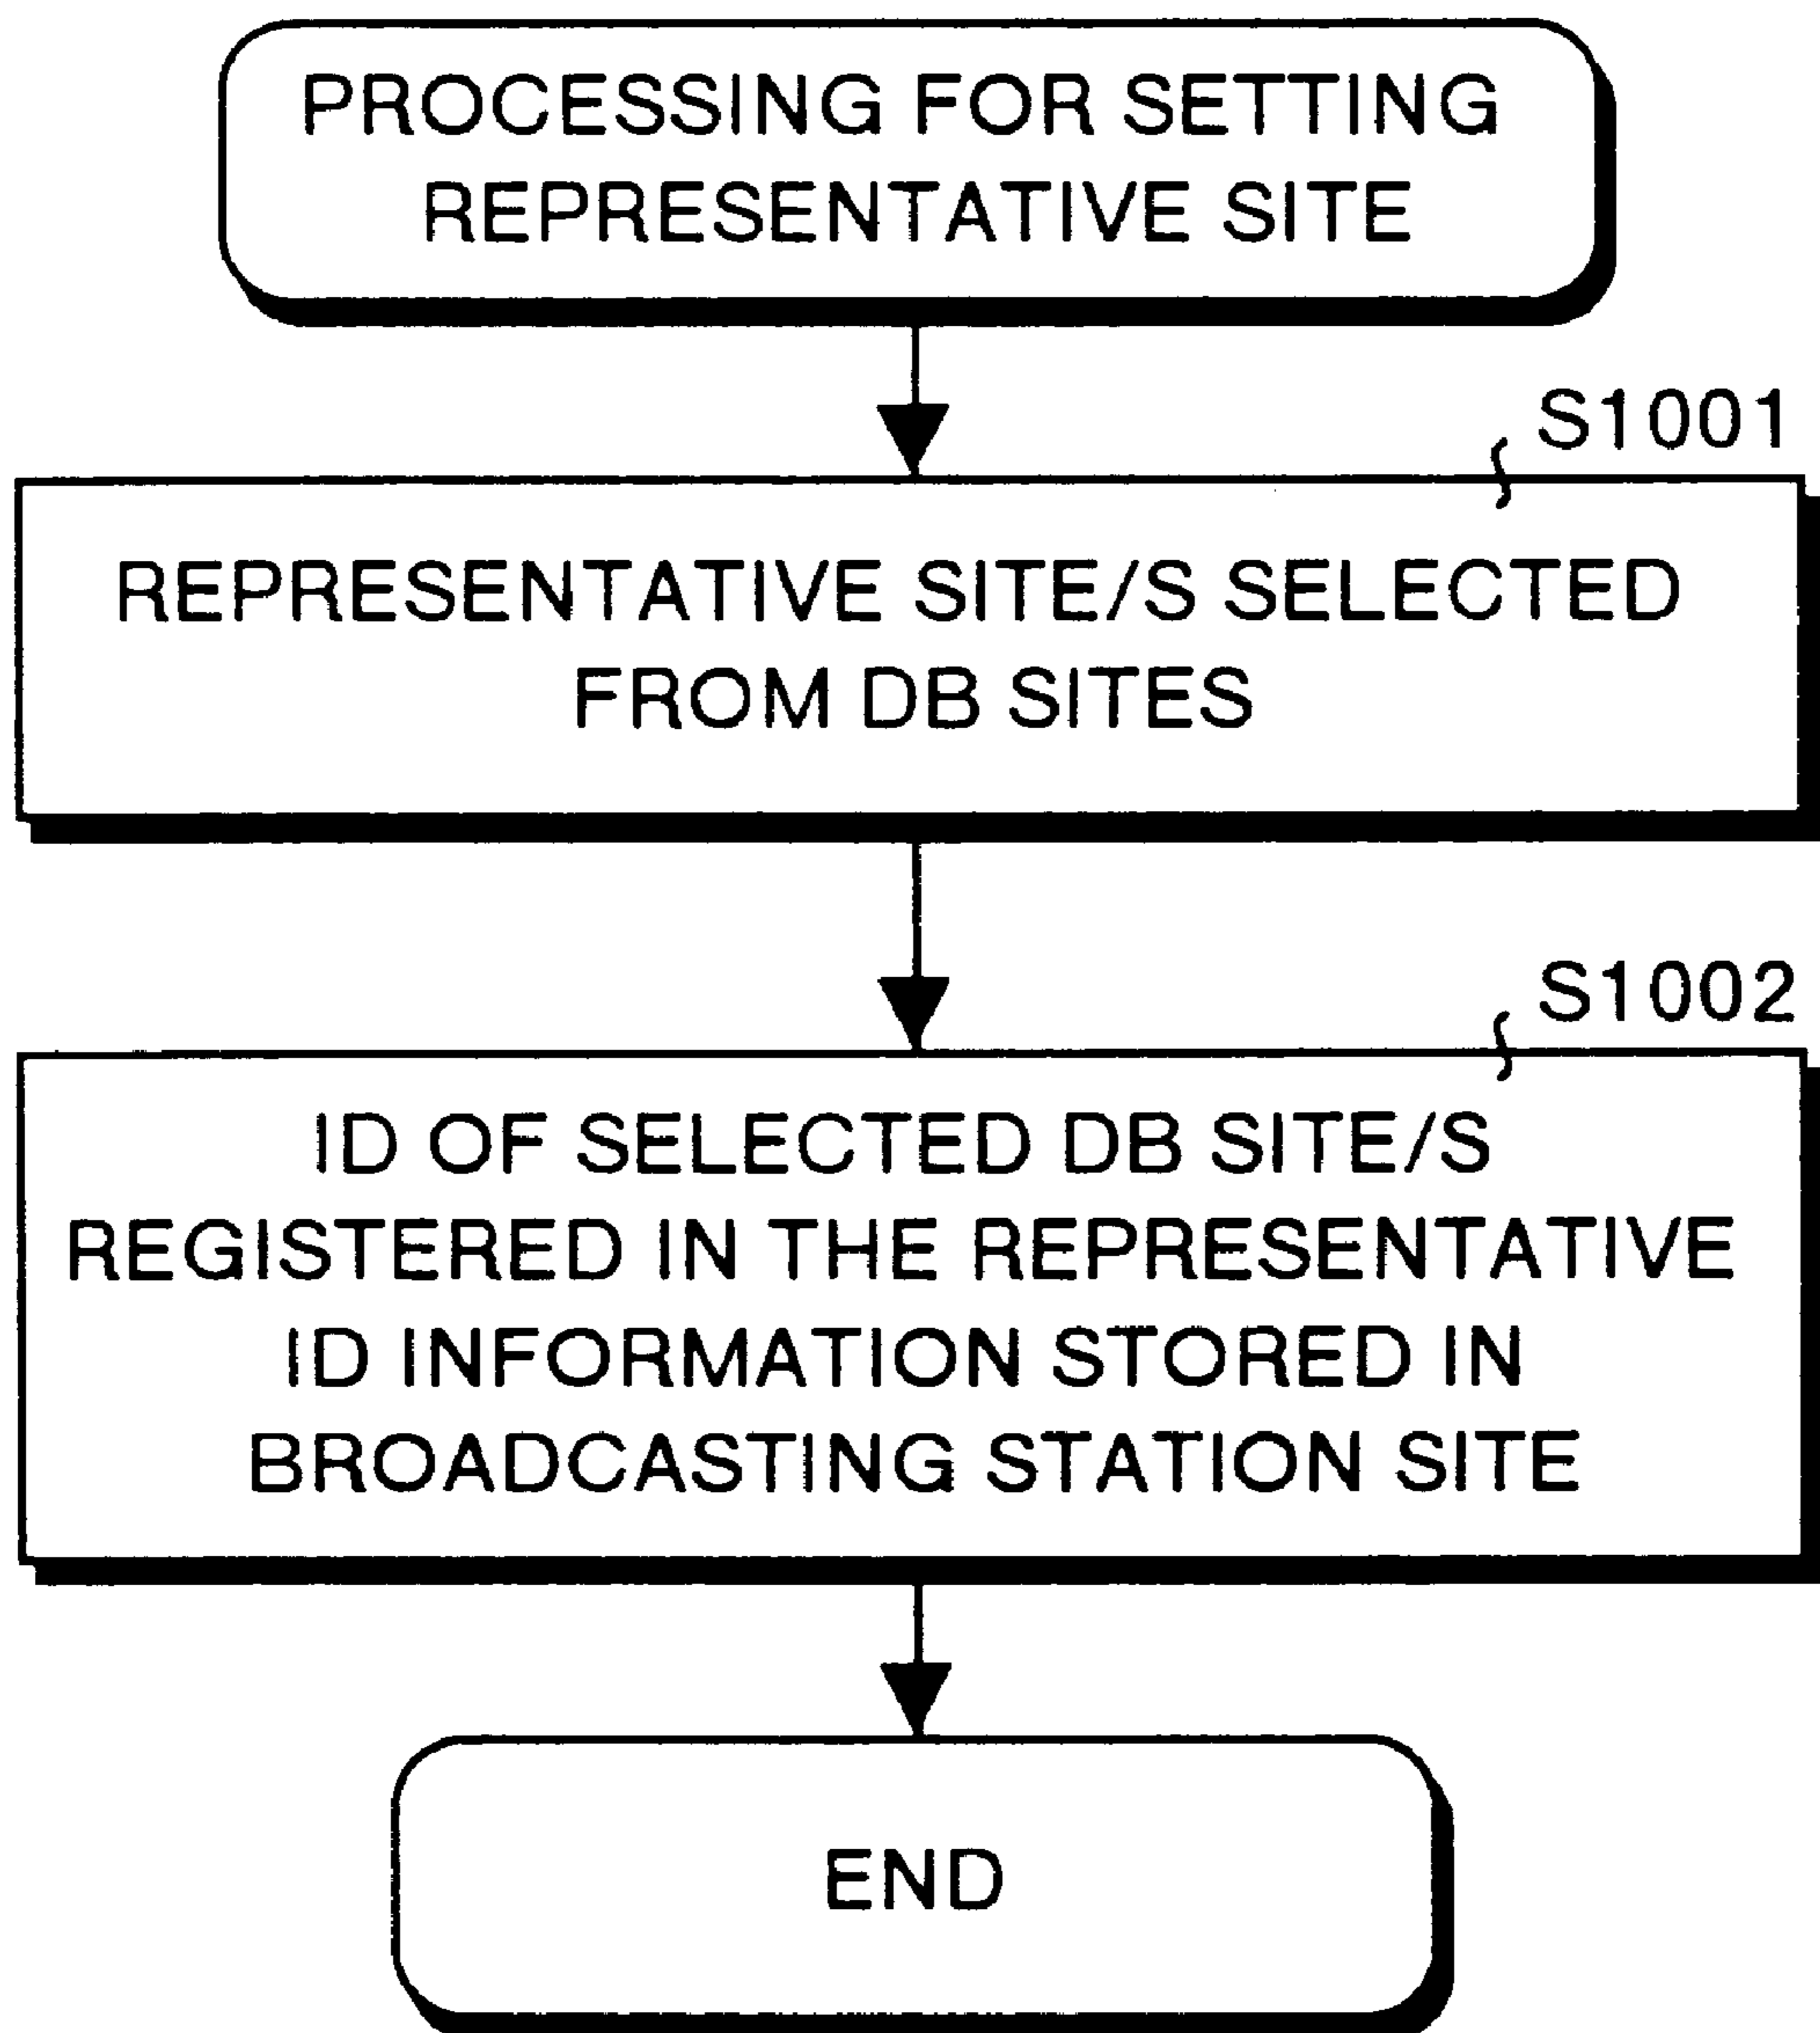 PROCESSING FOR SETTING
REPRESENTATIVE SITE
S1001
REPRESENTATIVE SITE/S SELECTED
FROM DB SITES
S1002
ID OF SELECTED DB SITE/S
REGISTERED IN THE REPRESENTATIVE
ID INFORMATION STORED IN
BROADCASTING STATION SITE
END